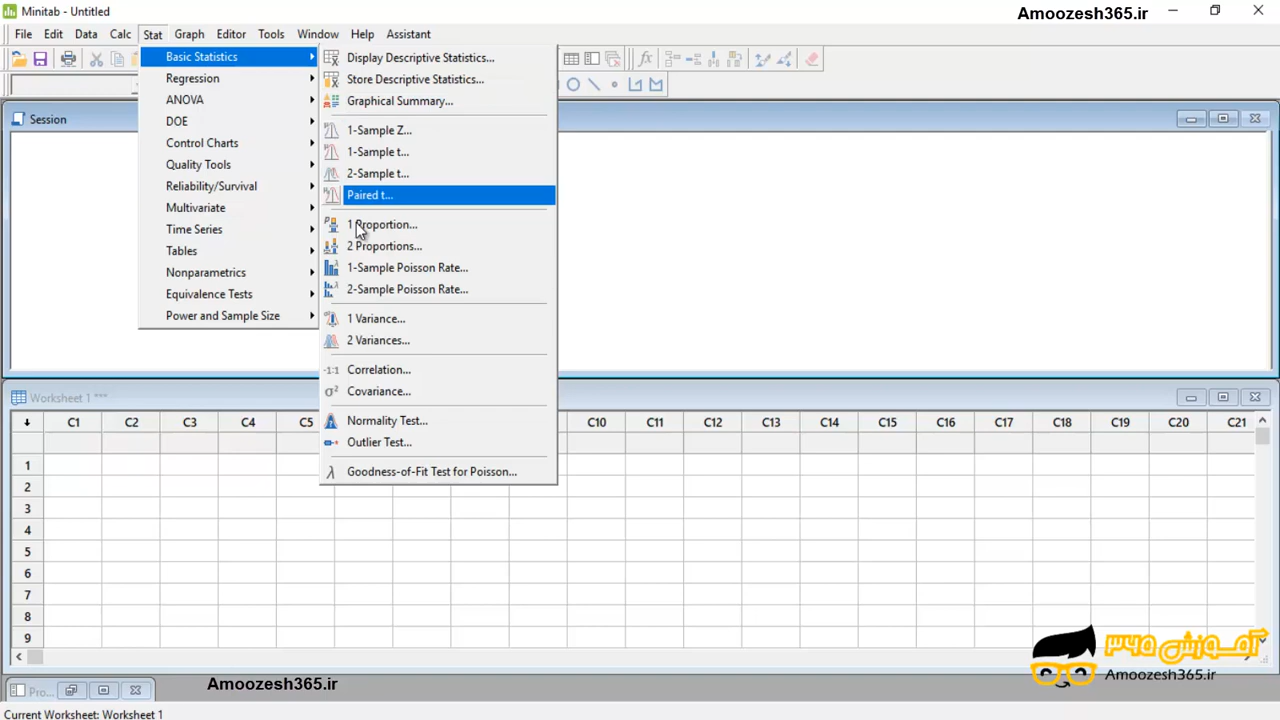 Minitab - Untitled
Amoozesh365.ir
File Edit Data Calc Stat Graph Editor Tools Window Help Assistant
Basic Statistics
Regression
ANOVA
DOE
Control Charts
Quality Tools
Reliability/Survival
Multivariate
Time Series
Tables
Nonparametrics
Equivalence Tests
Power and Sample Size
Display Descriptive Statistics...
Store Descriptive Statistics...
Graphical Summary...
1-Sample Z...
1-Sample t...
2-Sample t...
Paired t...
1 Proportion...
2 Proportions...
1-Sample Poisson Rate...
2-Sample Poisson Rate...
1 Variance...
2 Variances...
Correlation...
Covariance...
Normality Test...
Outlier Test...
Goodness-of-Fit Test for Poisson...
Session
Worksheet 1 ***
C1 C2 C3 C4 C5 C10 C11 C12 C13 C14 C15 C16 C17 C18 C19 C20 C21
1
2
3
4
5
6
7
8
9
آموزش ۳۶۵
Amoozesh365.ir
Pro...
Amoozesh365.ir
Current Worksheet: Worksheet 1